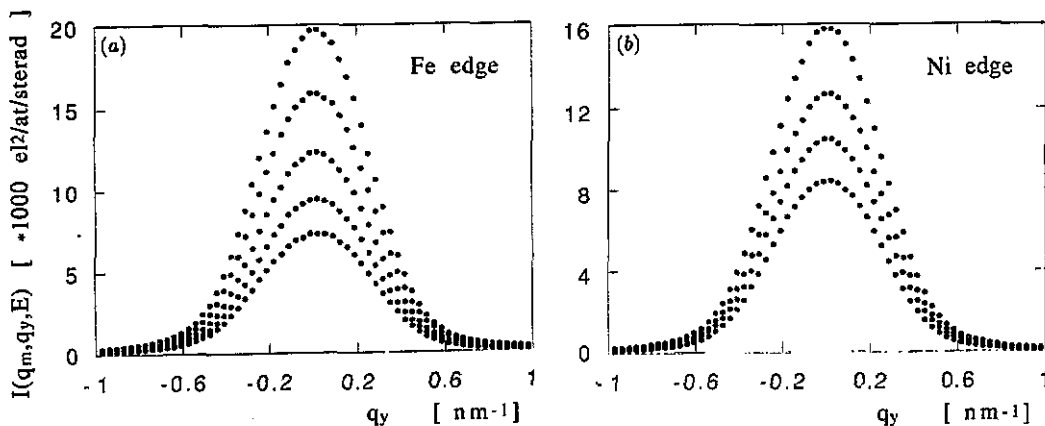 I(qm,qy,E) [ *1000 el2/at/sterad ]
(a)
Fe edge
20
15
10
5
0
-1 -0.6 -0.2 0.2 0.6 1
qy [ nm-1 ]
(b)
Ni edge
16
12
8
4
0
-1 -0.6 -0.2 0.2 0.6 1
qy [ nm-1 ]